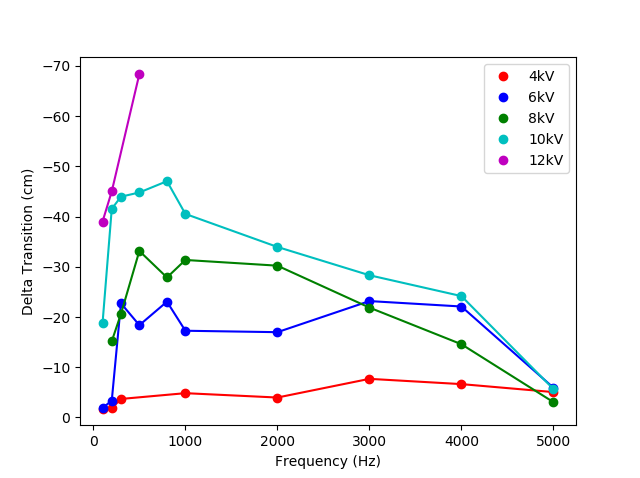 −70
−60
−50
−40
−30
−20
−10
0
Delta Transition (cm)
4kV
6kV
8kV
10kV
12kV
0 1000 2000 3000 4000 5000
Frequency (Hz)